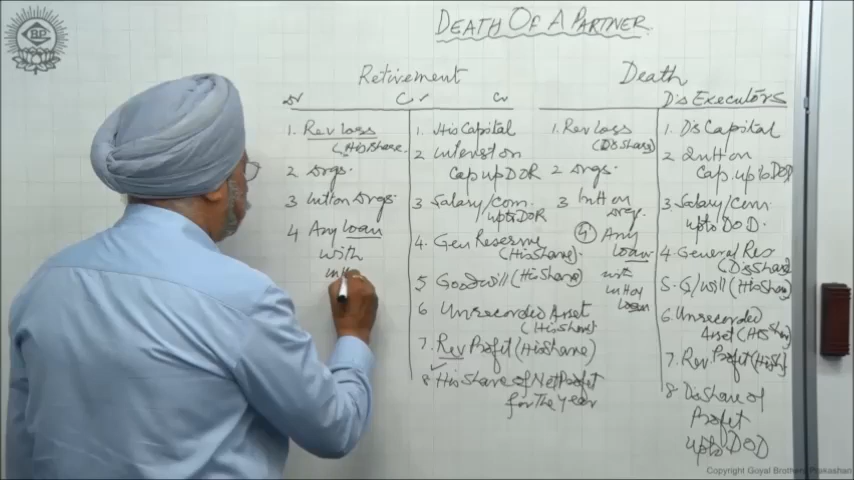 DEATH OF A PARTNER
Retirement
Dr
Cr
Cr
1. Rev Loss
(His Share
2 Drgs.
3 Int on Drgs.
4 Any loan
with
int
1. His Capital
2 Interest on
Cap up DOR
3 Salary/Com.
upto DOR
4. Gen Reserve
(His Share)
5 Goodwill (His Share)
6 Unrecorded Asset
(His Share)
7. Rev Profit (His Share)
8 His Share of Net Profit
for the year
Death
D's Executors
1. Rev Loss
(D's Share)
2 Drgs.
3 Int on
Drgs.
4 Any
loan
with
int on
loan
1. D's Capital
2 Int on
Cap. up to DOD
3. Salary/Com
upto DOD.
4 General Res
(D's Share)
5. G/will (His Share)
6. Unrecorded
Asset (His Share)
7. Rev Profit (His Sh)
8 D's share of
Profit
upto DOD
Copyright Goyal Brothers Prakashan